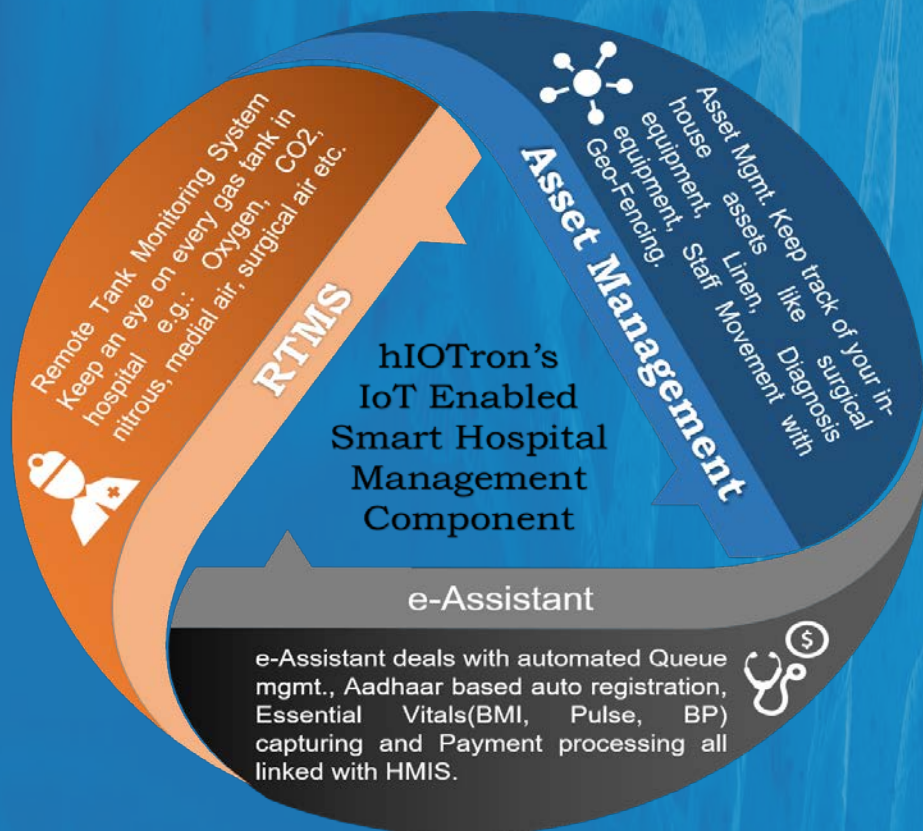 Remote Tank Monitoring System
Keep an eye on every gas tank in
hospital e.g.: Oxygen, CO2,
nitrous, medial air, surgical air etc.
RTMS
Asset Mgmt. Keep track of your in-
house assets like surgical
equipment, Linen, Diagnosis
equipment, Staff Movement with
Geo-Fencing.
Asset Management
hIOTron’s
IoT Enabled
Smart Hospital
Management
Component
e-Assistant
e-Assistant deals with automated Queue
mgmt., Aadhaar based auto registration,
Essential Vitals(BMI, Pulse, BP)
capturing and Payment processing all
linked with HMIS.
$